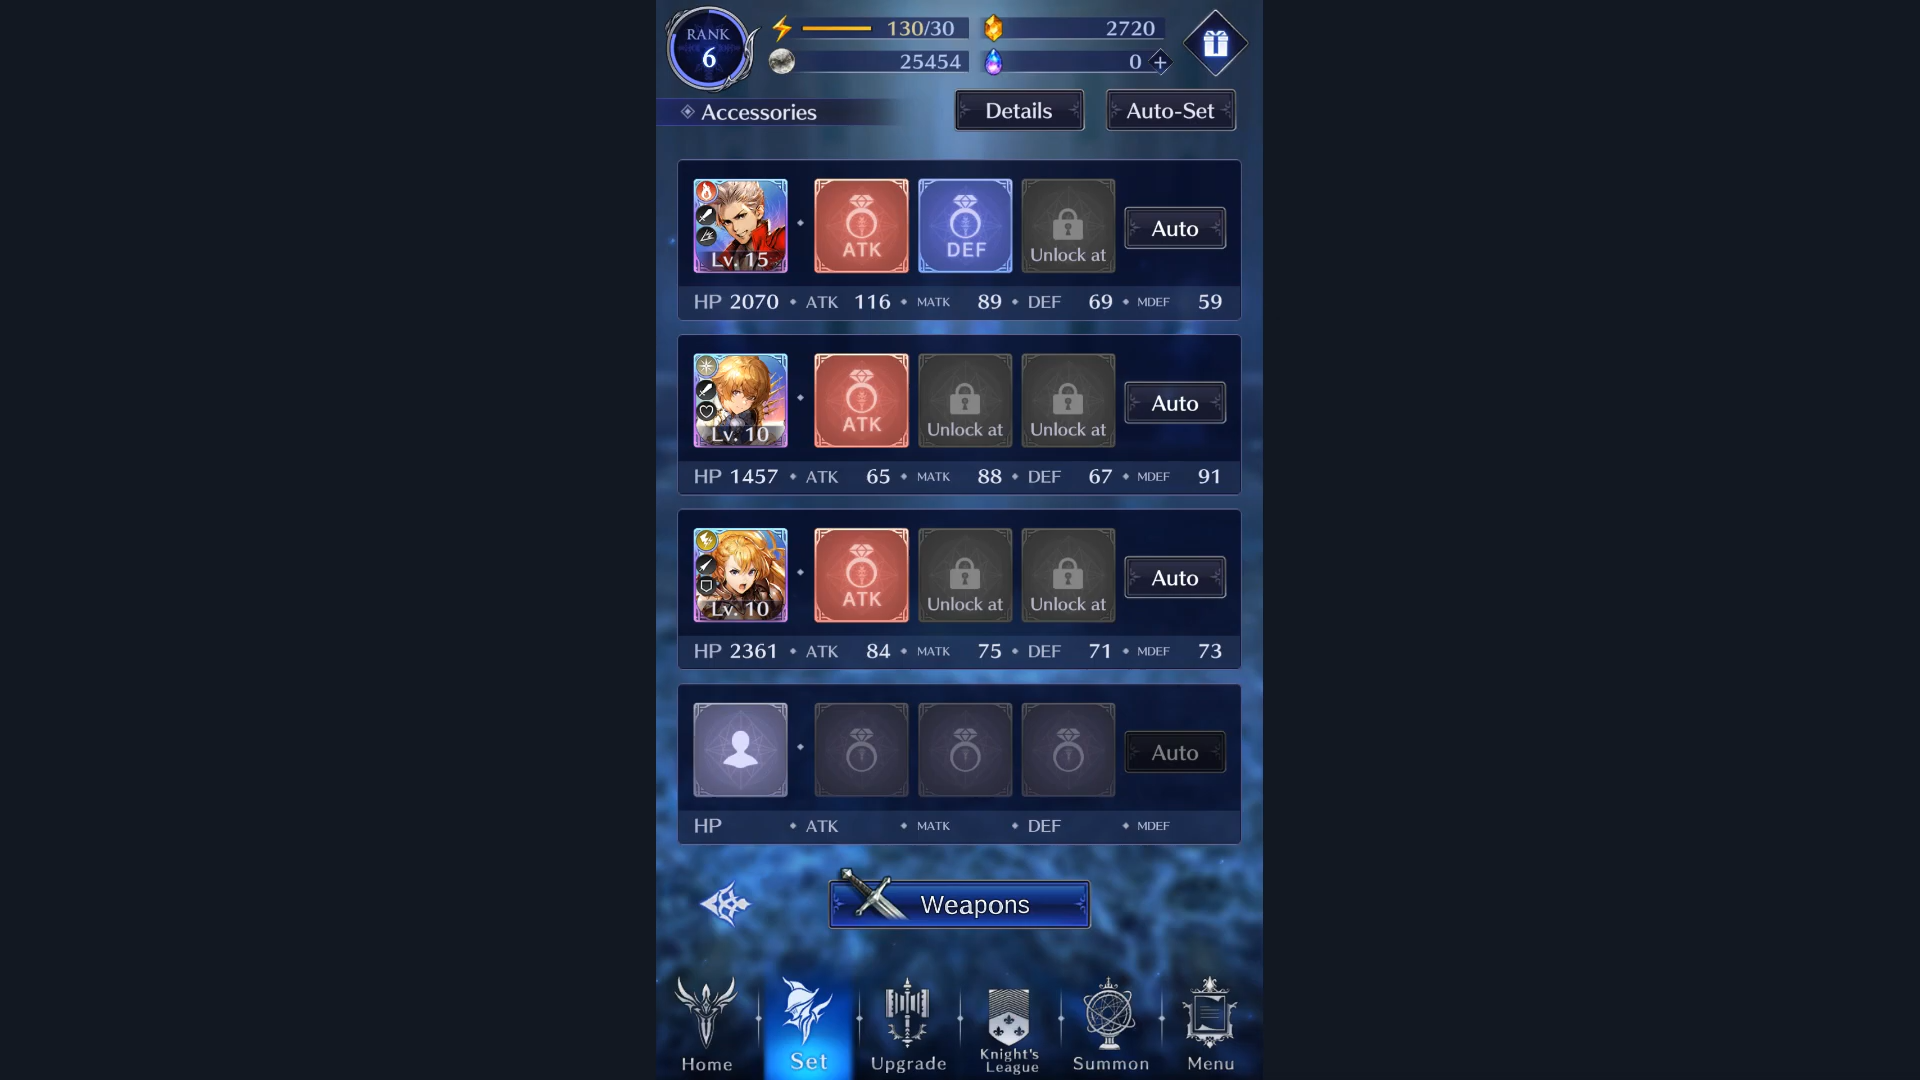 RANK
6
130/30
2720
25454
0
Accessories
Details
Auto-Set
Lv. 15
ATK
DEF
Unlock at
Auto
HP 2070 ATK 116 MATK 89 DEF 69 MDEF 59
Lv. 10
ATK
Unlock at
Unlock at
Auto
HP 1457 ATK 65 MATK 88 DEF 67 MDEF 91
Lv. 10
ATK
Unlock at
Unlock at
Auto
HP 2361 ATK 84 MATK 75 DEF 71 MDEF 73
Auto
HP ATK MATK DEF MDEF
Weapons
Home
Set
Upgrade
Knight's
League
Summon
Menu